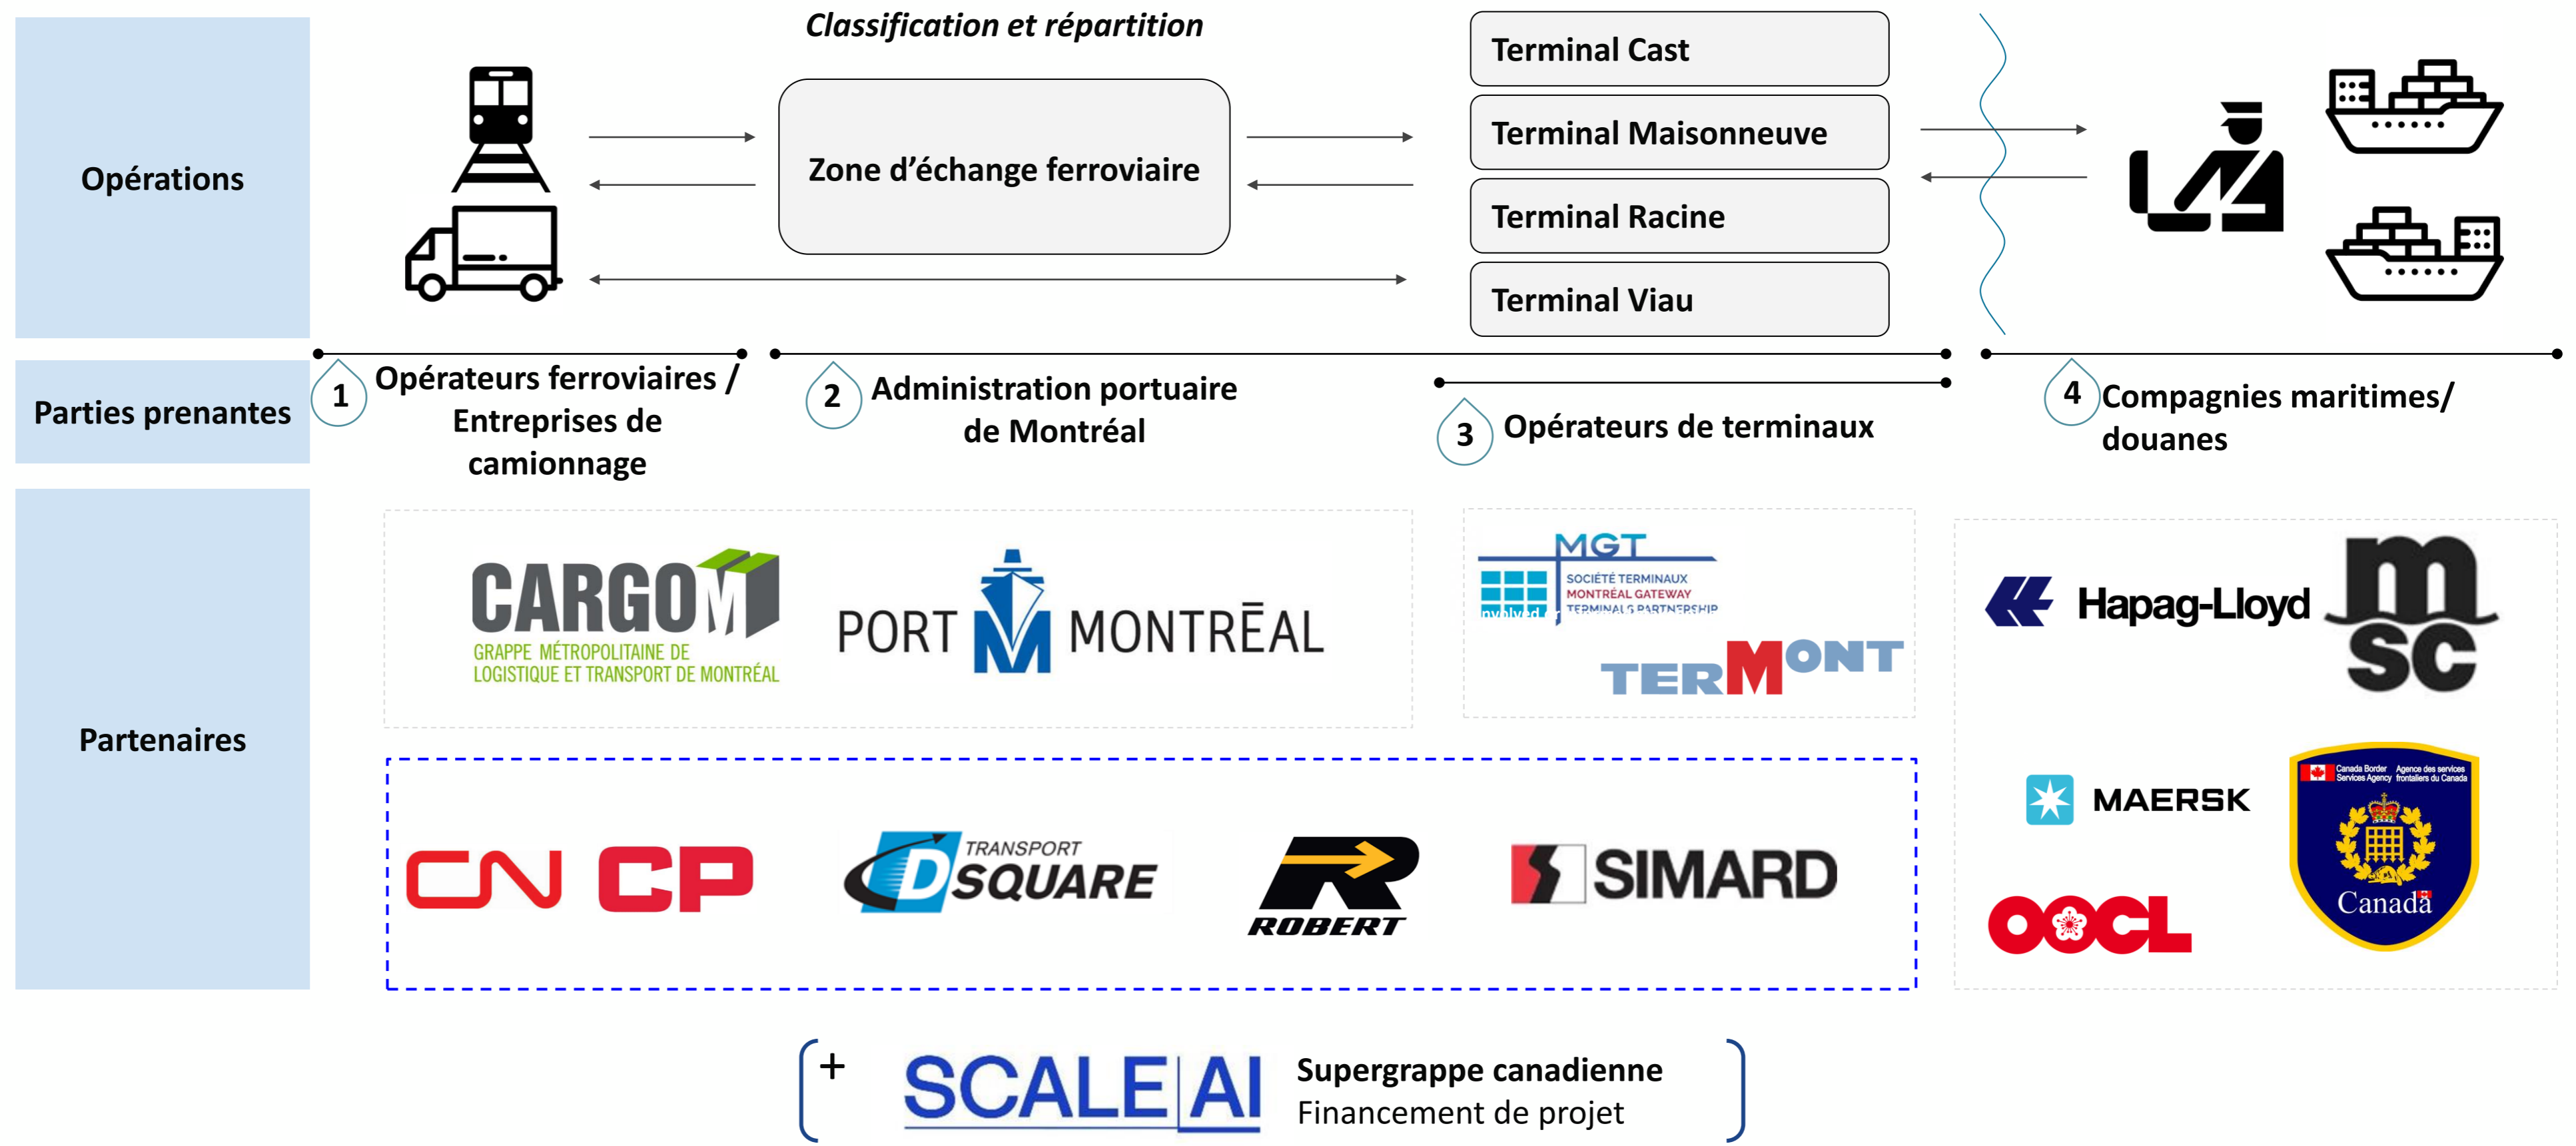 Classification et répartition
Opérations
Zone d’échange ferroviaire
Terminal Cast
Terminal Maisonneuve
Terminal Racine
Terminal Viau
Parties prenantes
1
Opérateurs ferroviaires /
Entreprises de
camionnage
2
Administration portuaire
de Montréal
3
Opérateurs de terminaux
4
Compagnies maritimes/
douanes
Partenaires
CARGOM
GRAPPE MÉTROPOLITAINE DE
LOGISTIQUE ET TRANSPORT DE MONTRÉAL
PORT MONTRĒAL
MGT
SOCIÉTÉ TERMINAUX
MONTRÉAL GATEWAY
TERMINALS PARTNERSHIP
TERMONT
Hapag-Lloyd
msc
CN
CP
TRANSPORT
DSQUARE
R
ROBERT
S SIMARD
MAERSK
OOCL
Canada Border Agence des services
Services Agency frontaliers du Canada
Canada
+
SCALE|AI
Supergrappe canadienne
Financement de projet